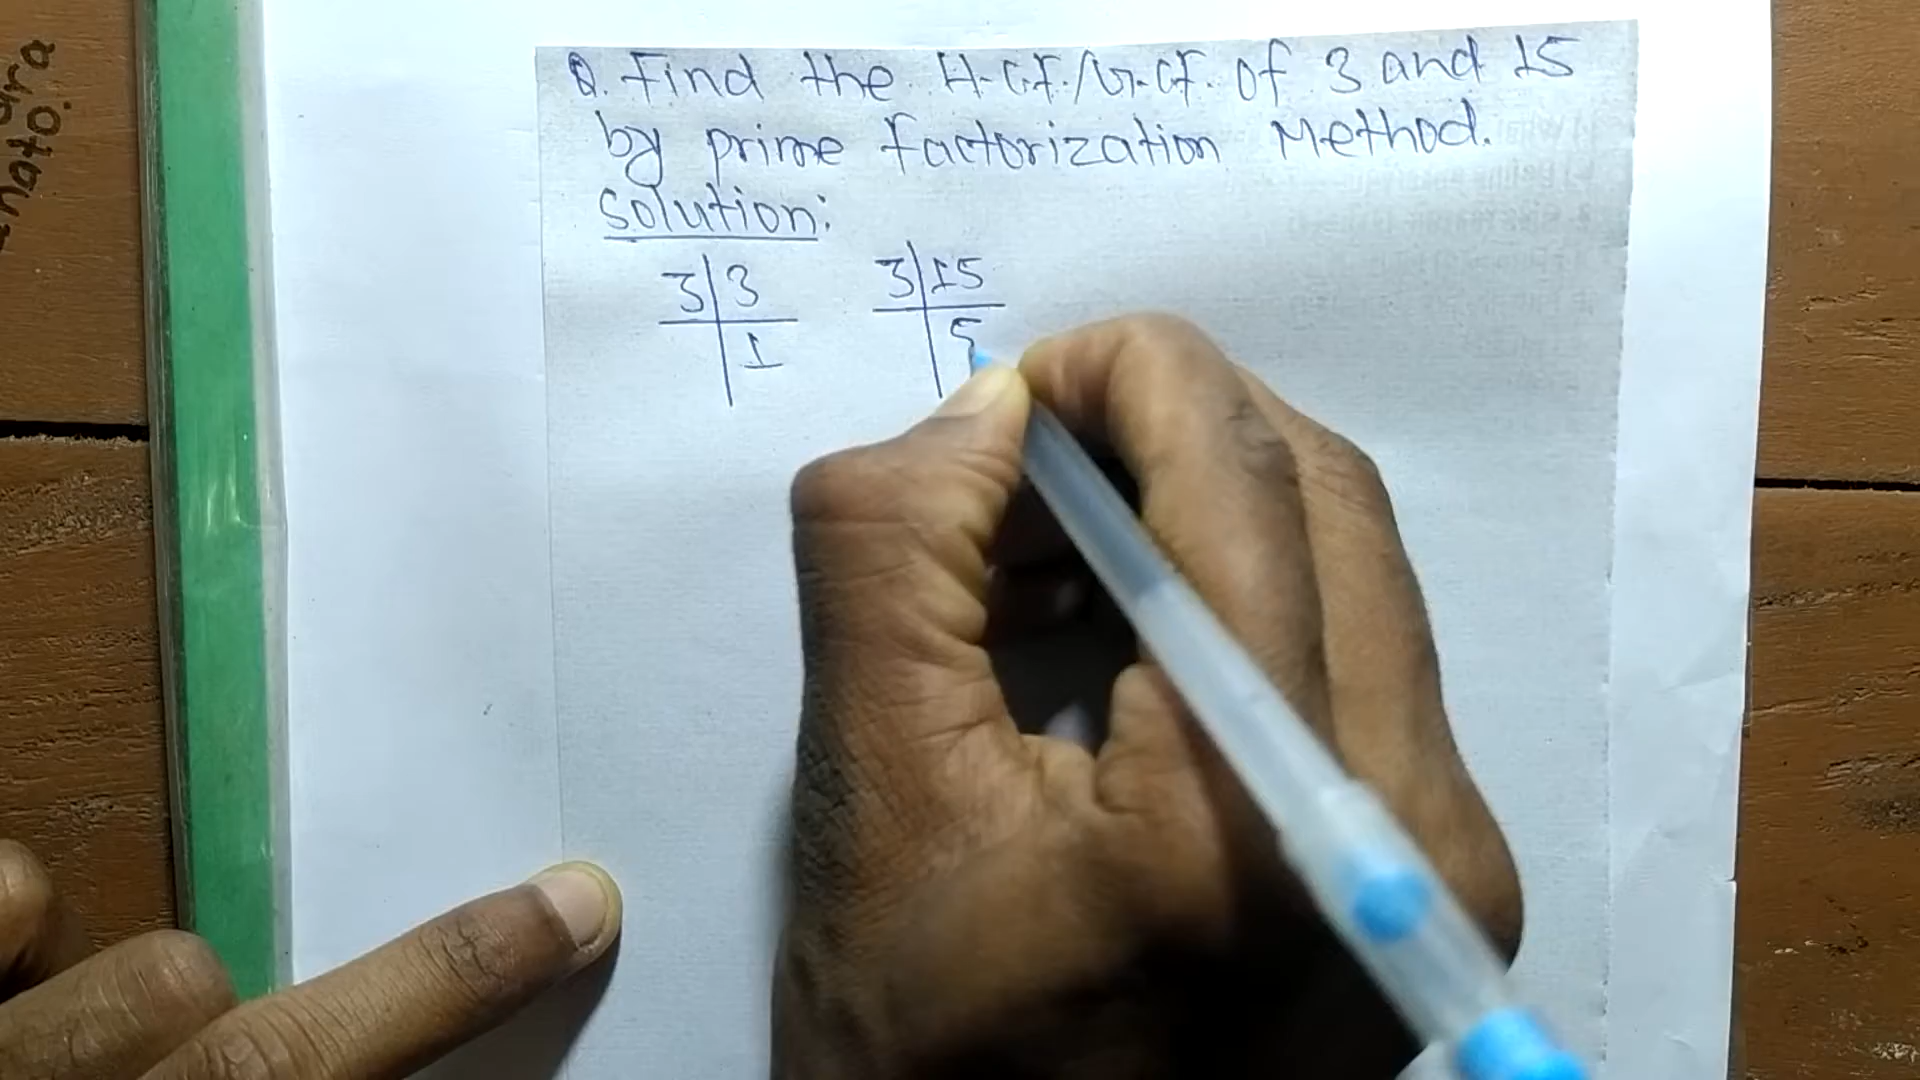 Q. Find the H.C.F./G.C.F. of 3 and 15
by prime factorization Method.
Solution:
3 3 3 15
1 5